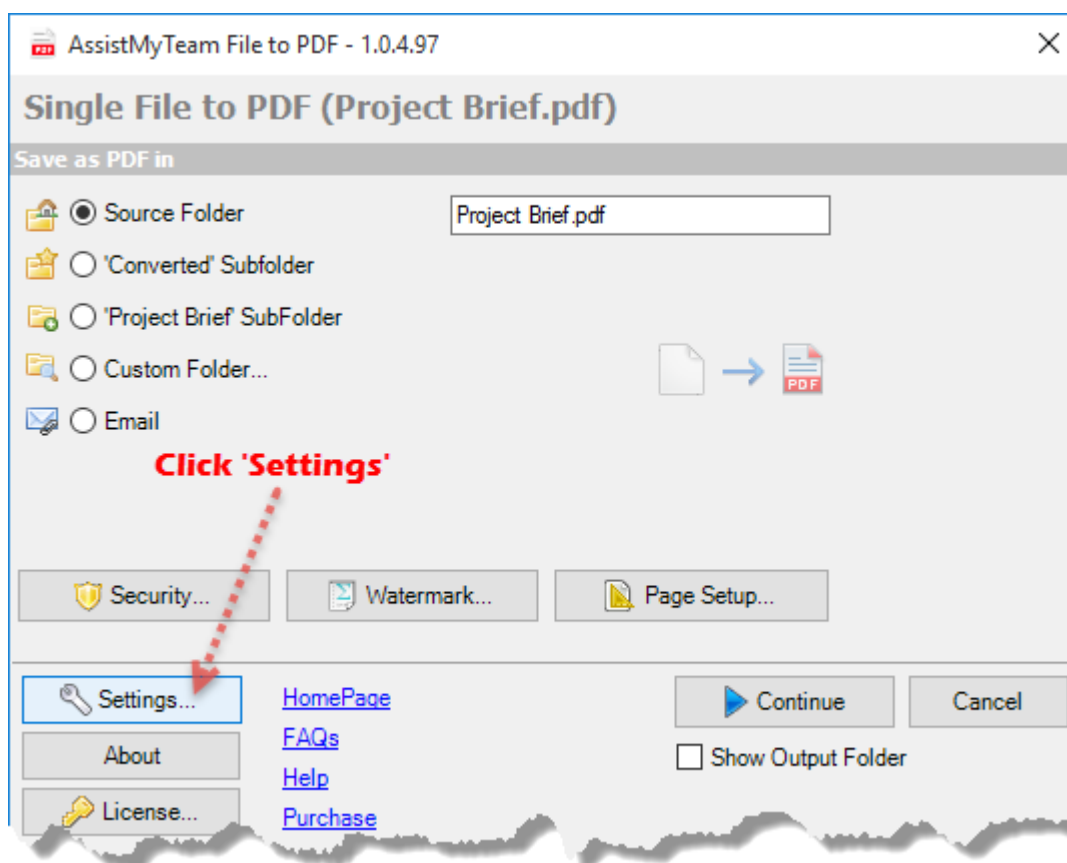 AssistMyTeam File to PDF - 1.0.4.97
Single File to PDF (Project Brief.pdf)
Save as PDF in
Source Folder
Project Brief.pdf
'Converted' Subfolder
'Project Brief' SubFolder
Custom Folder...
PDF
Email
Click 'Settings'
Security...
Watermark...
Page Setup...
Settings...
HomePage
Continue
Cancel
FAQs
About
Show Output Folder
Help
License...
Purchase